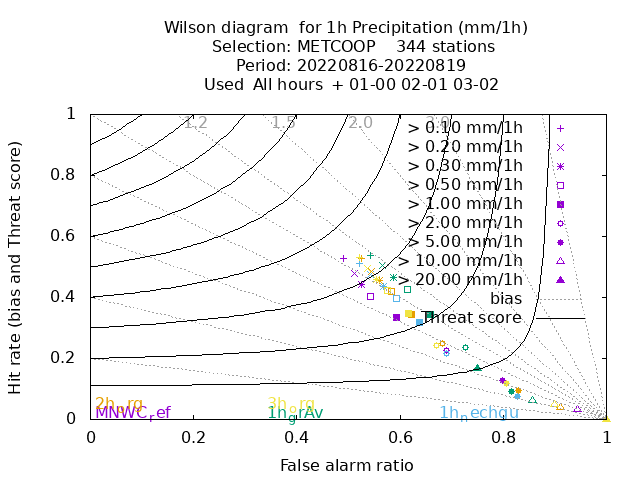 Wilson diagram  for 1h Precipitation (mm/1h)
Selection: METCOOP    344 stations
Period: 20220816-20220819
Used  All hours  + 01-00 02-01 03-02
Hit rate (bias and Threat score)
1
0.8
0.6
0.4
0.2
0
1.2
1.5
2.0
3.0
> 0.10 mm/1h
> 0.20 mm/1h
> 0.30 mm/1h
> 0.50 mm/1h
> 1.00 mm/1h
> 2.00 mm/1h
> 5.00 mm/1h
> 10.00 mm/1h
> 20.00 mm/1h
bias
Threat score
2h_org
3h_org
MNWC_ref
1h_orgAv
1h_nechgu
0
0.2
0.4
0.6
0.8
1
False alarm ratio